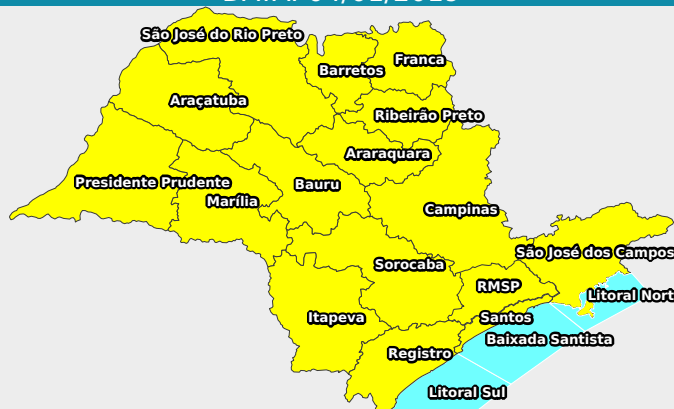 São José do Rio Preto
Franca
Barretos
Araçatuba
Ribeirão Preto
Araraquara
Presidente Prudente
Bauru
Marília
Campinas
São José dos Campos
Sorocaba
RMSP
Litoral Nort
Itapeva
Santos
Baixada Santista
Registro
Litoral Sul